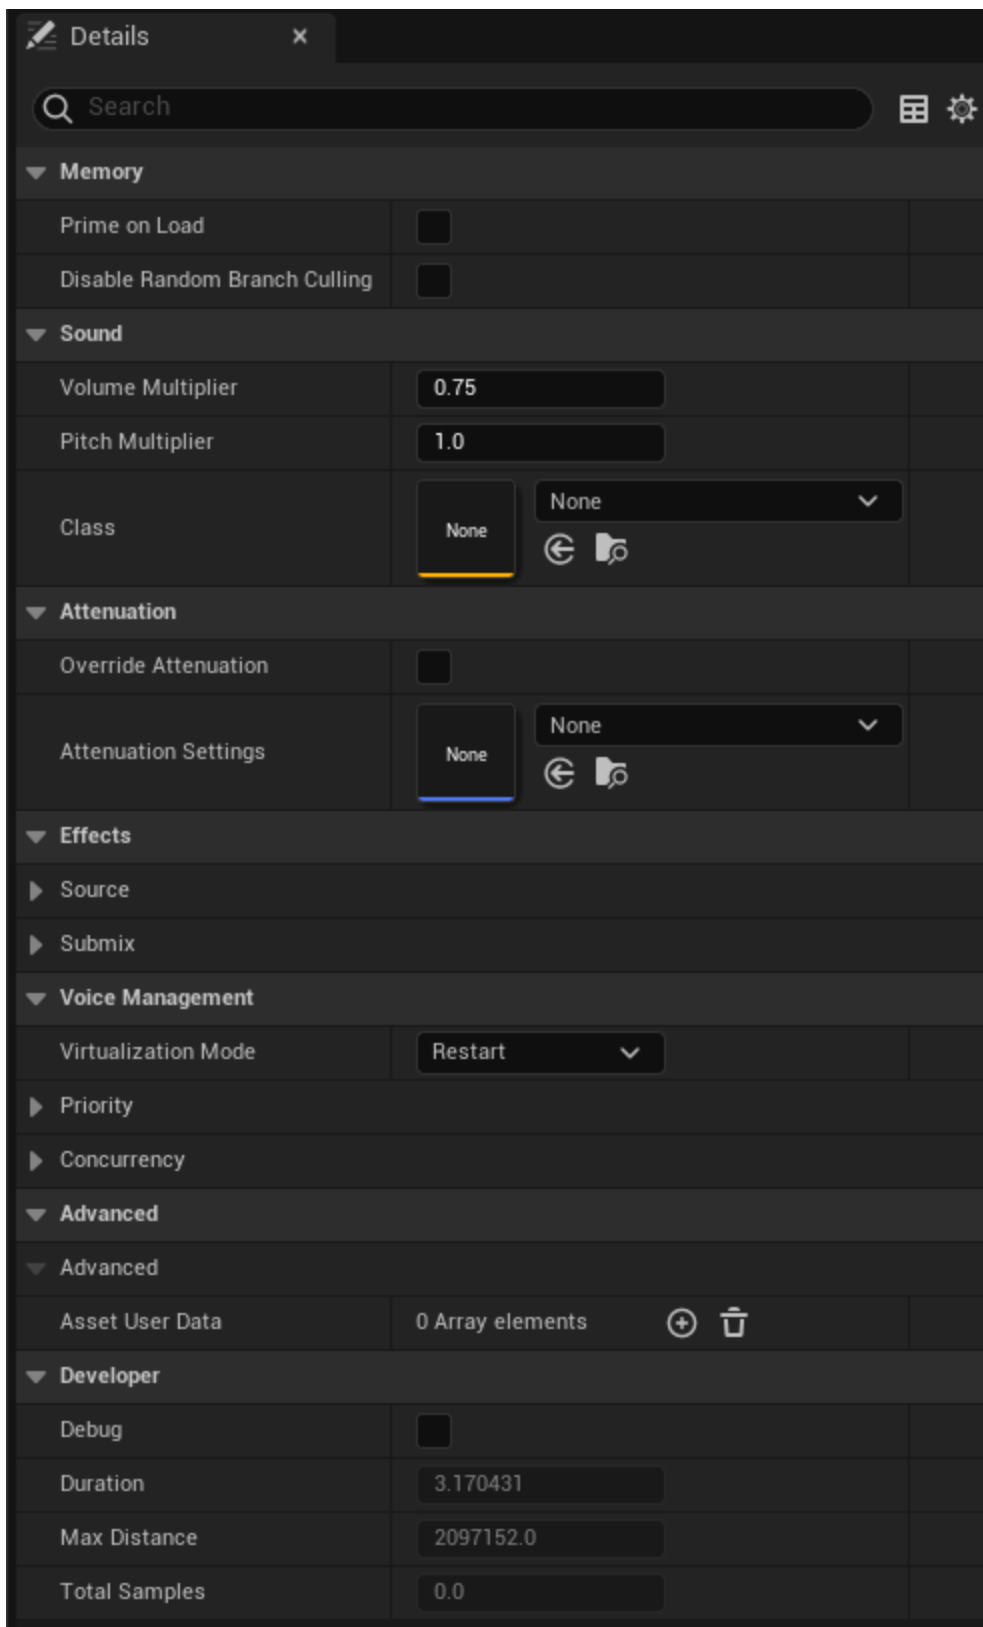 Details
Search
Memory
Prime on Load
Disable Random Branch Culling
Sound
Volume Multiplier 0.75
Pitch Multiplier 1.0
Class None None
Attenuation
Override Attenuation
Attenuation Settings None None
Effects
Source
Submix
Voice Management
Virtualization Mode Restart
Priority
Concurrency
Advanced
Advanced
Asset User Data 0 Array elements
Developer
Debug
Duration 3.170431
Max Distance 2097152.0
Total Samples 0.0